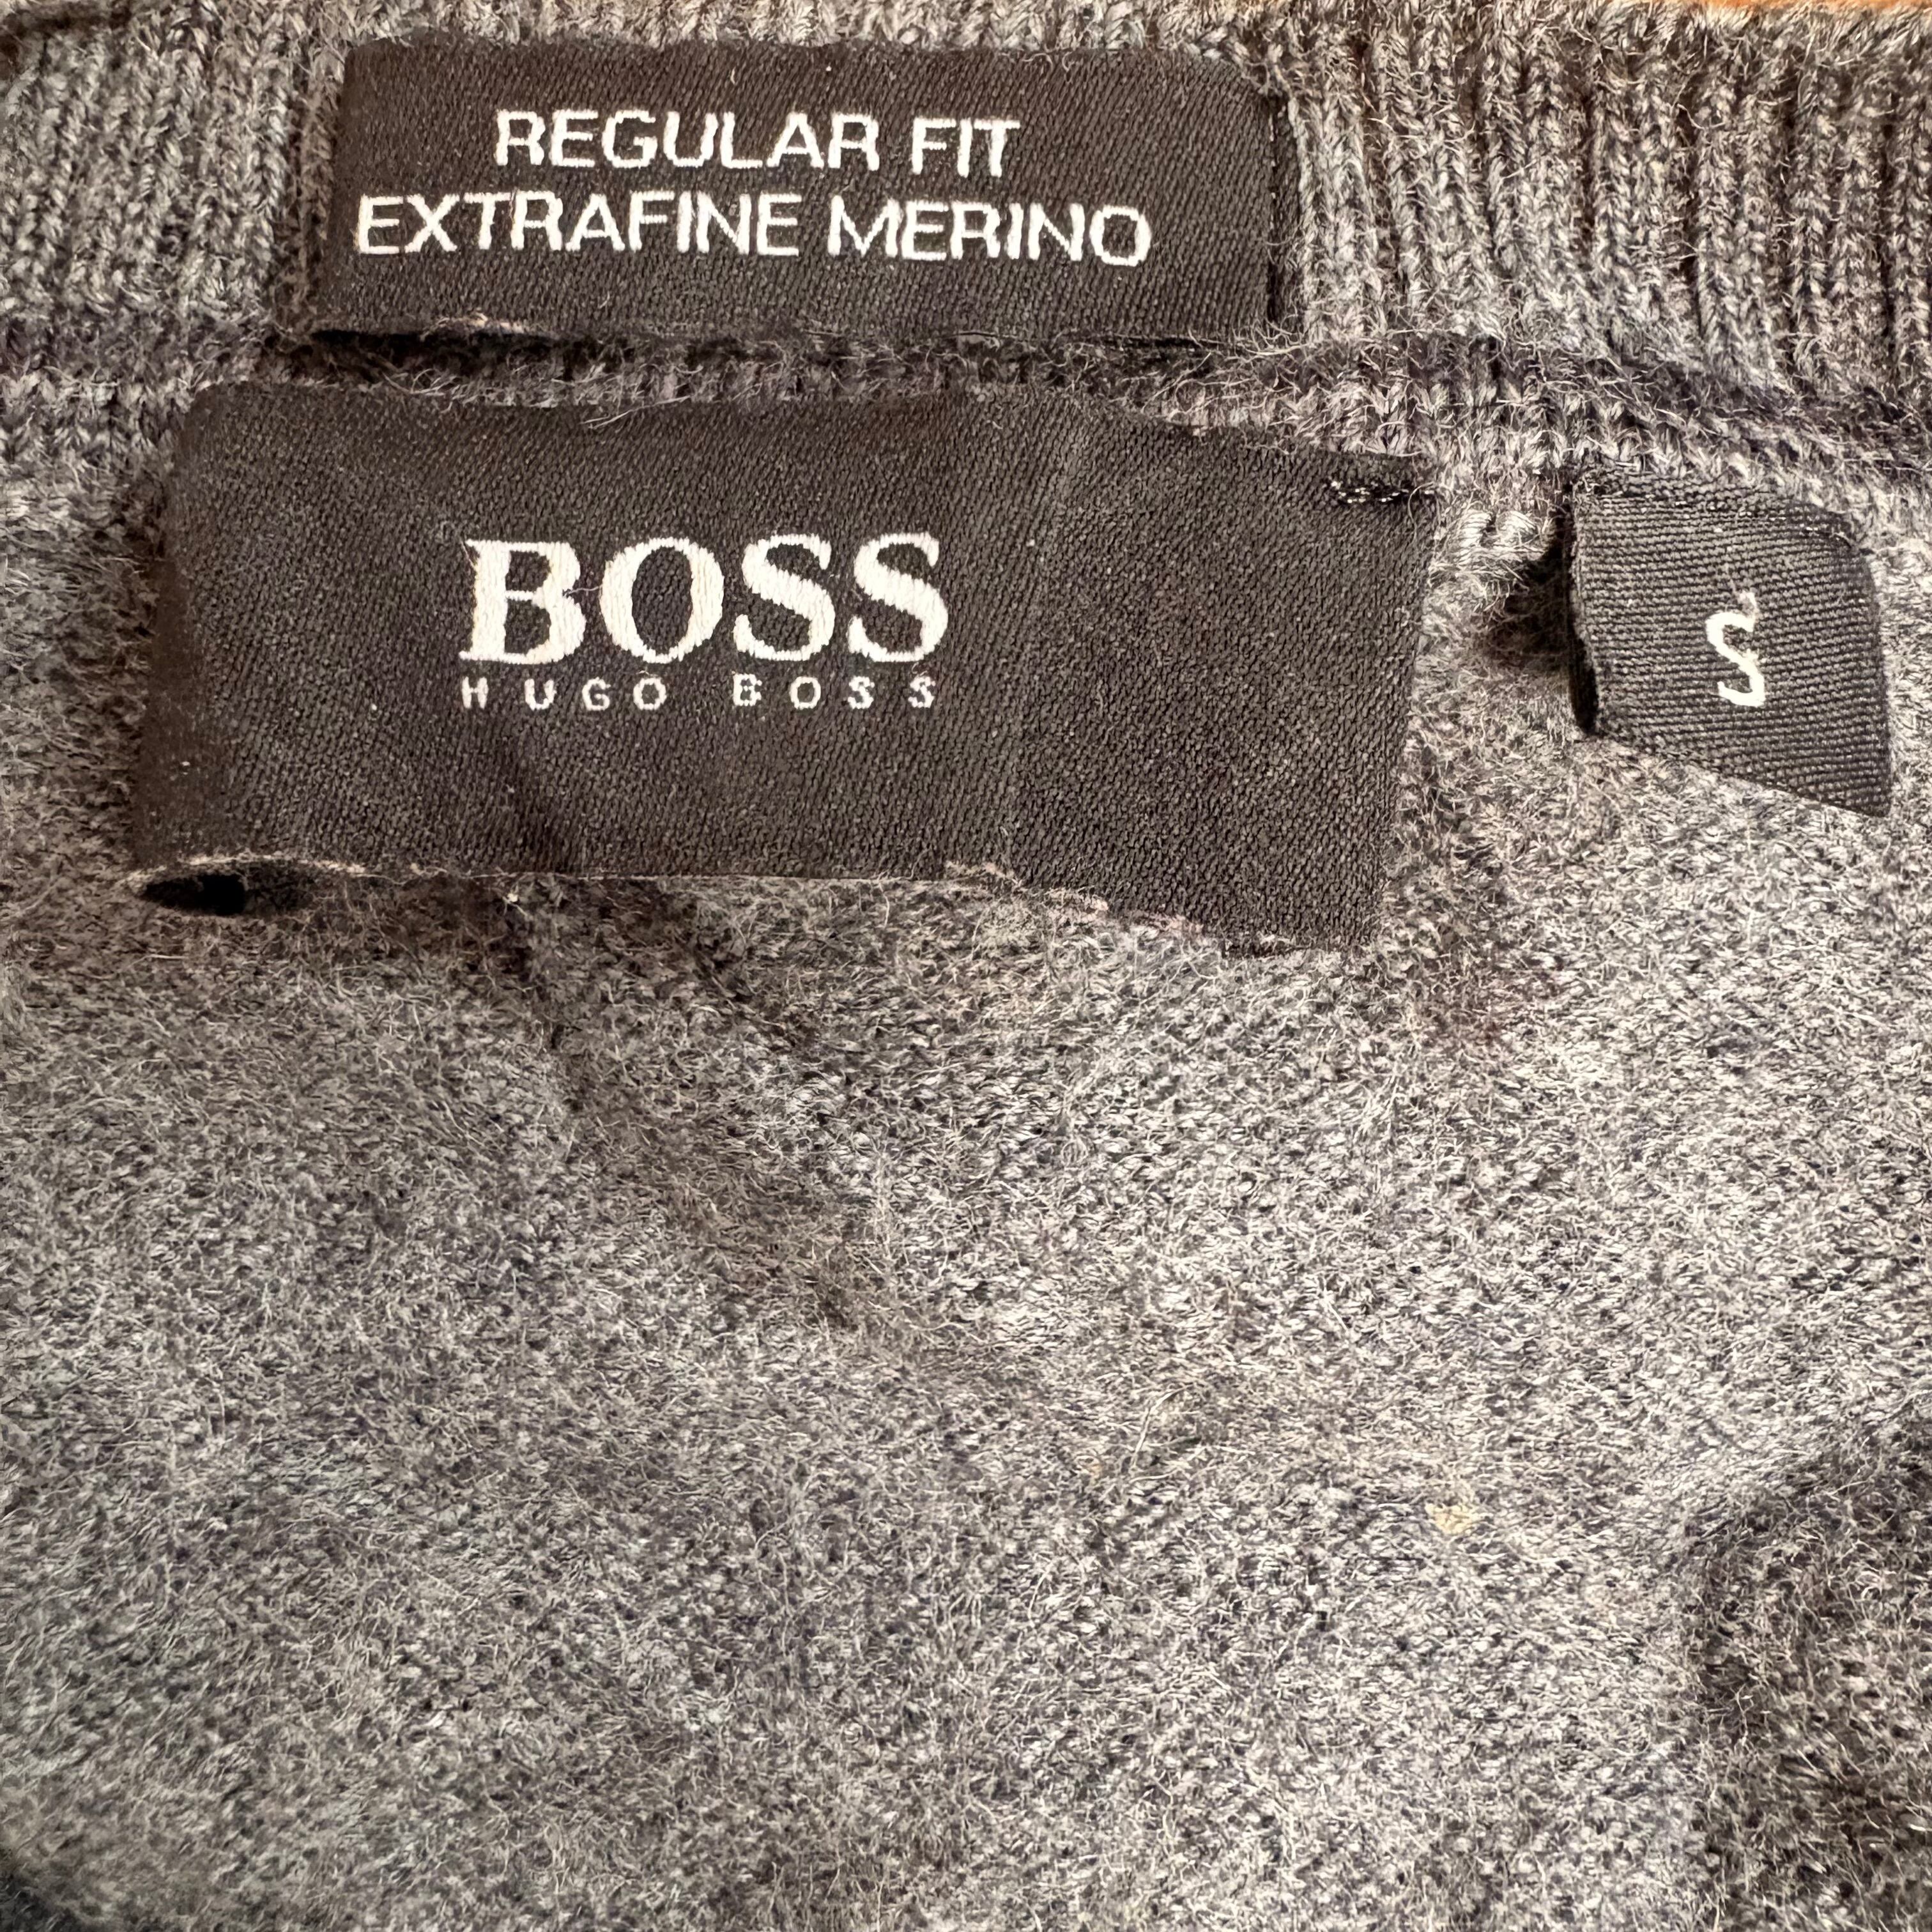 REGULAR FIT
EXTRAFINE MERINO
BOSS
HUGO BOSS
S